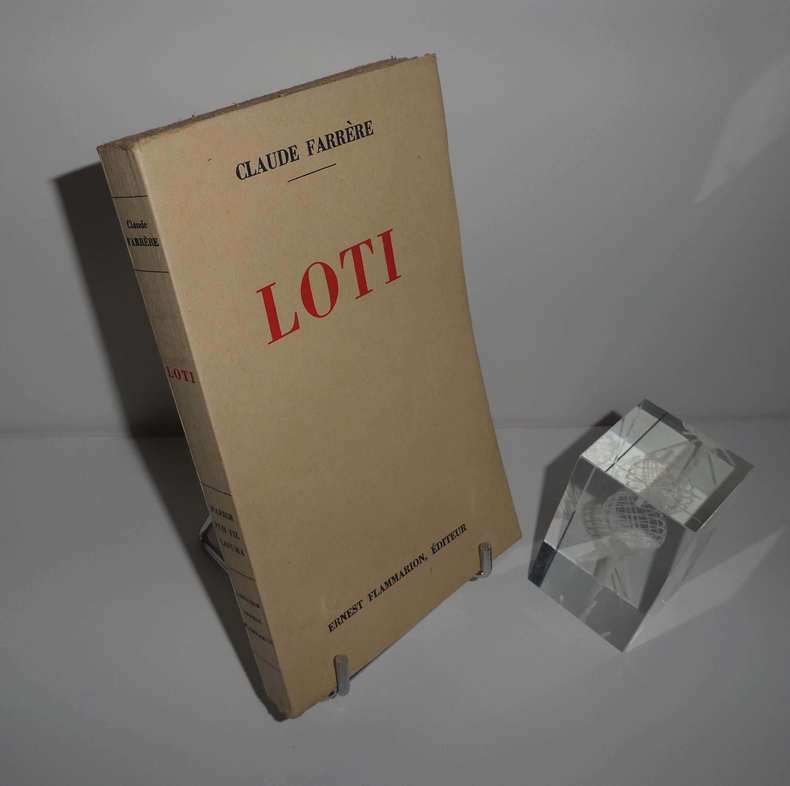 CLAUDE FARRÈRE
LOTI
ERNEST FLAMMARION, ÉDITEUR
Claude
FARRÈRE
LOTI